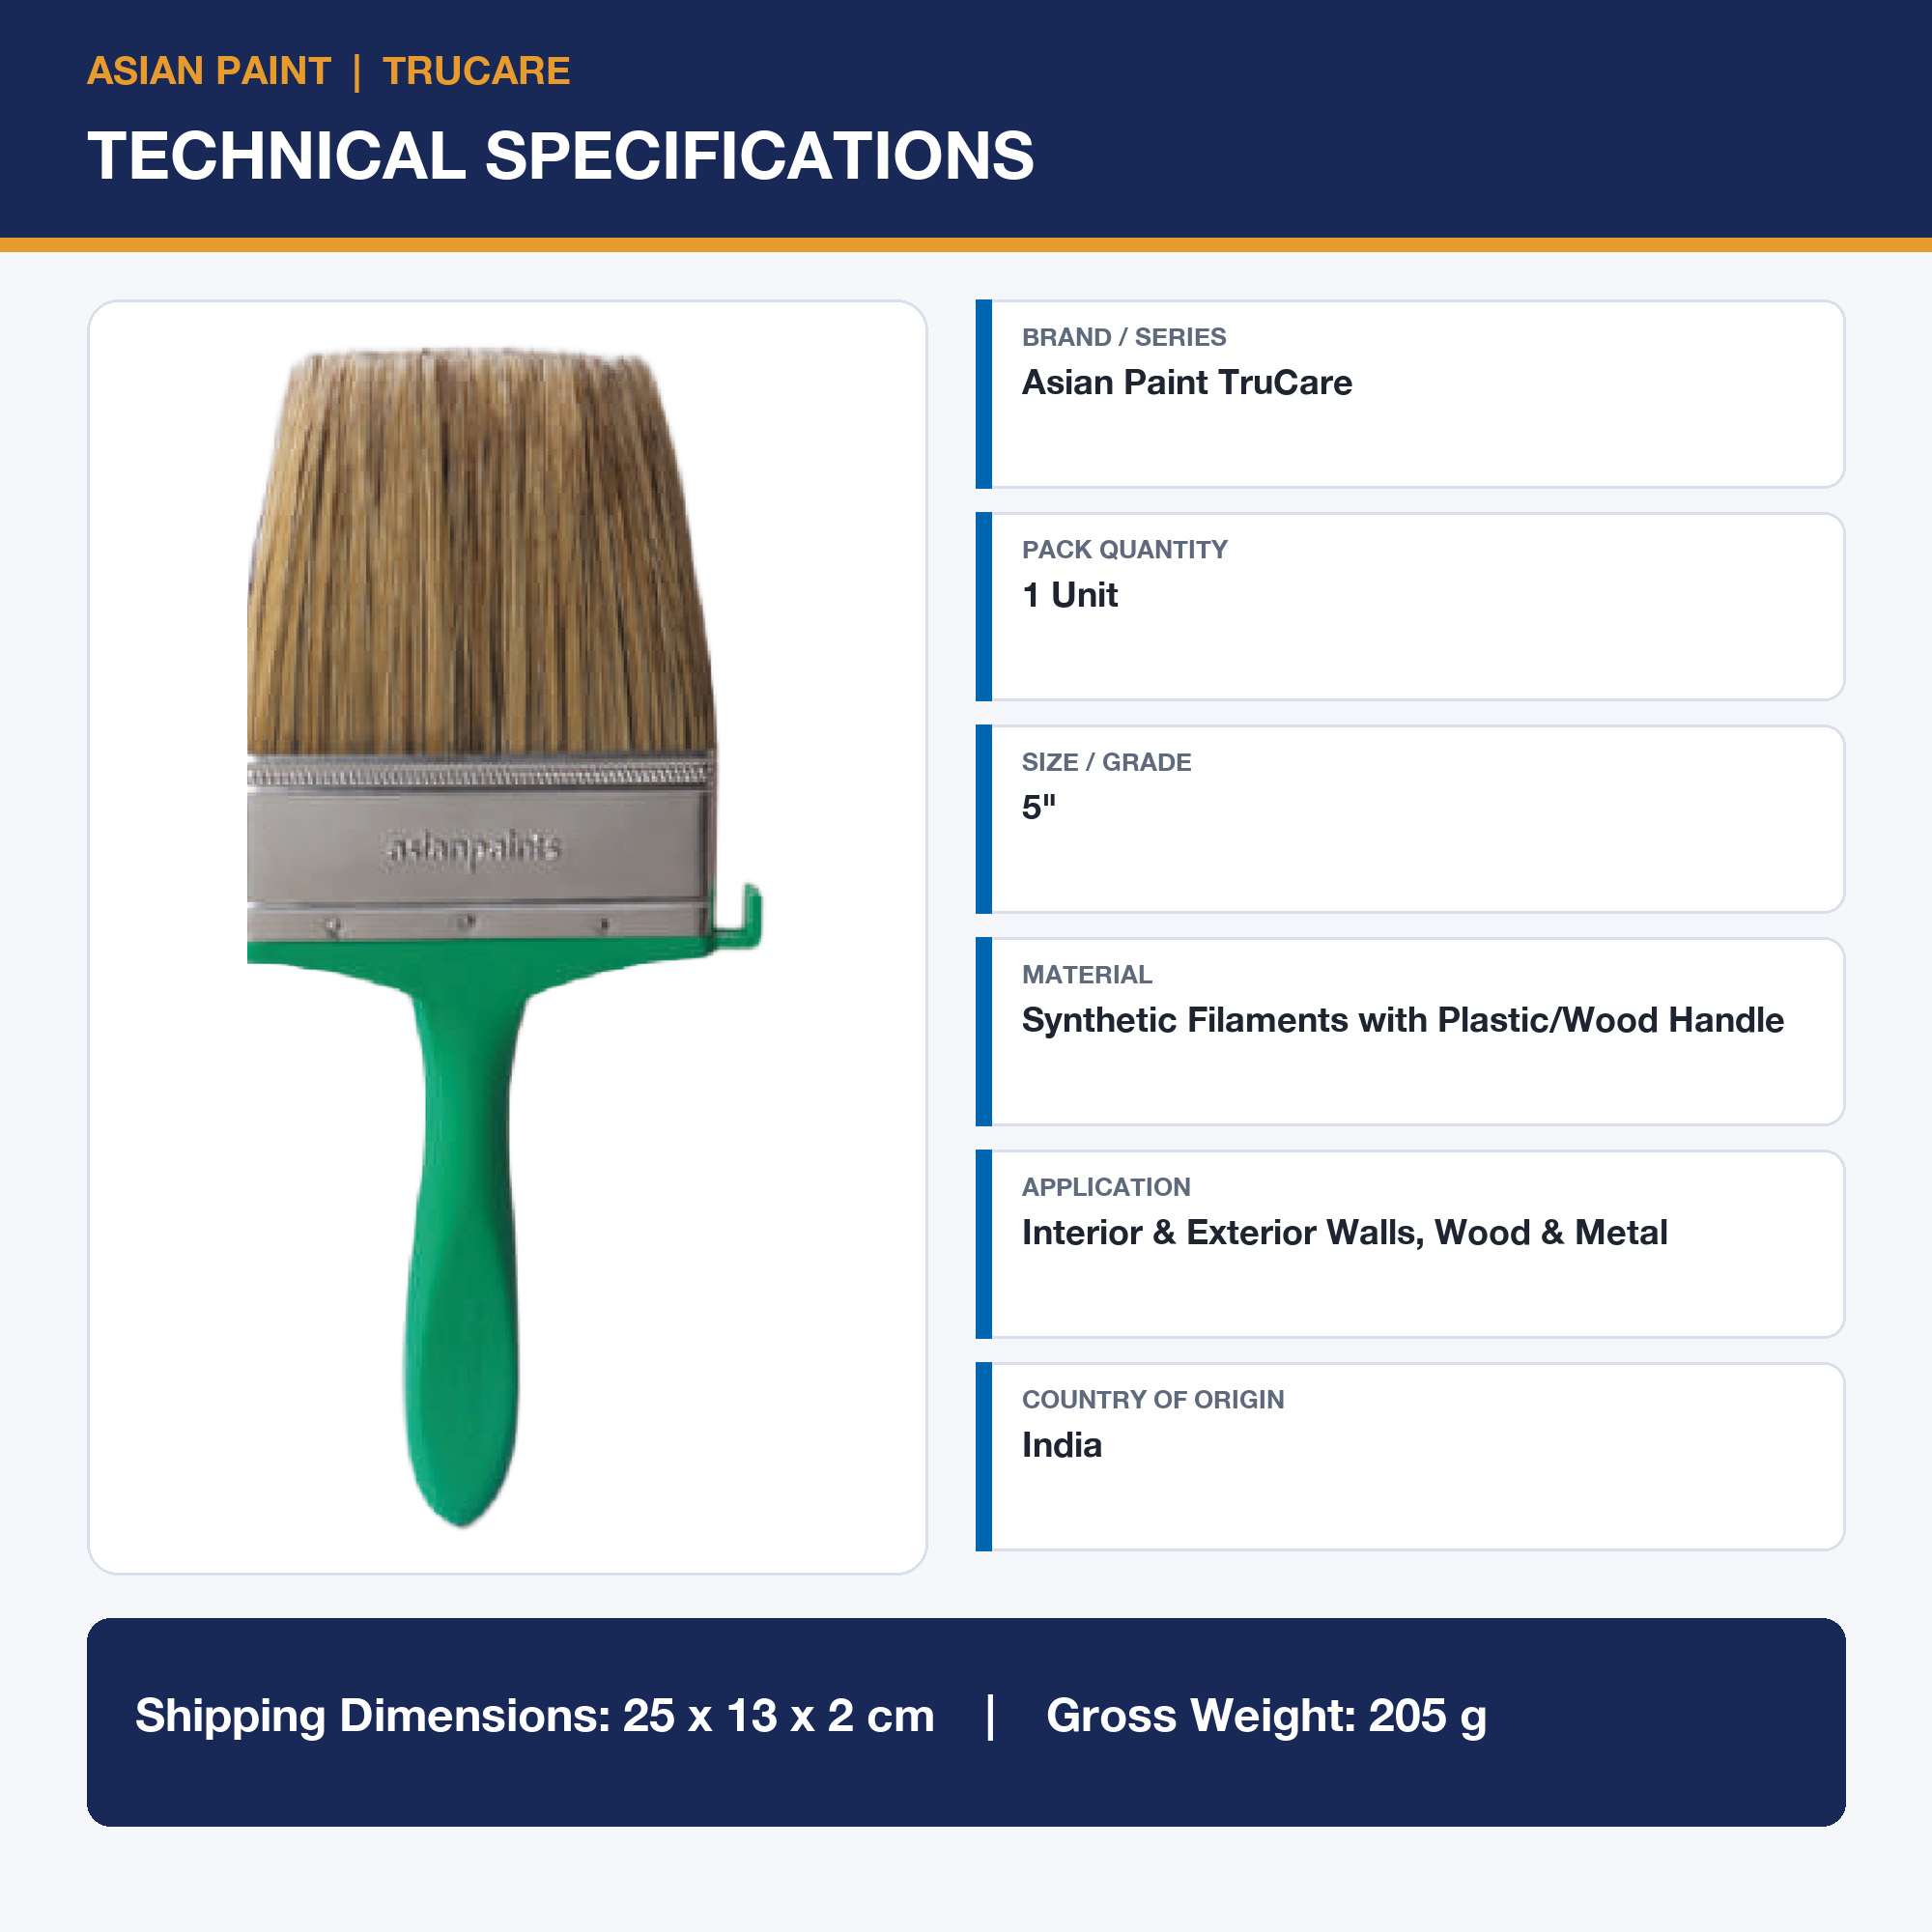 ASIAN PAINT | TRUCARE
TECHNICAL SPECIFICATIONS
asianpaints
BRAND / SERIES
Asian Paint TruCare
PACK QUANTITY
1 Unit
SIZE / GRADE
5"
MATERIAL
Synthetic Filaments with Plastic/Wood Handle
APPLICATION
Interior & Exterior Walls, Wood & Metal
COUNTRY OF ORIGIN
India
Shipping Dimensions: 25 x 13 x 2 cm | Gross Weight: 205 g